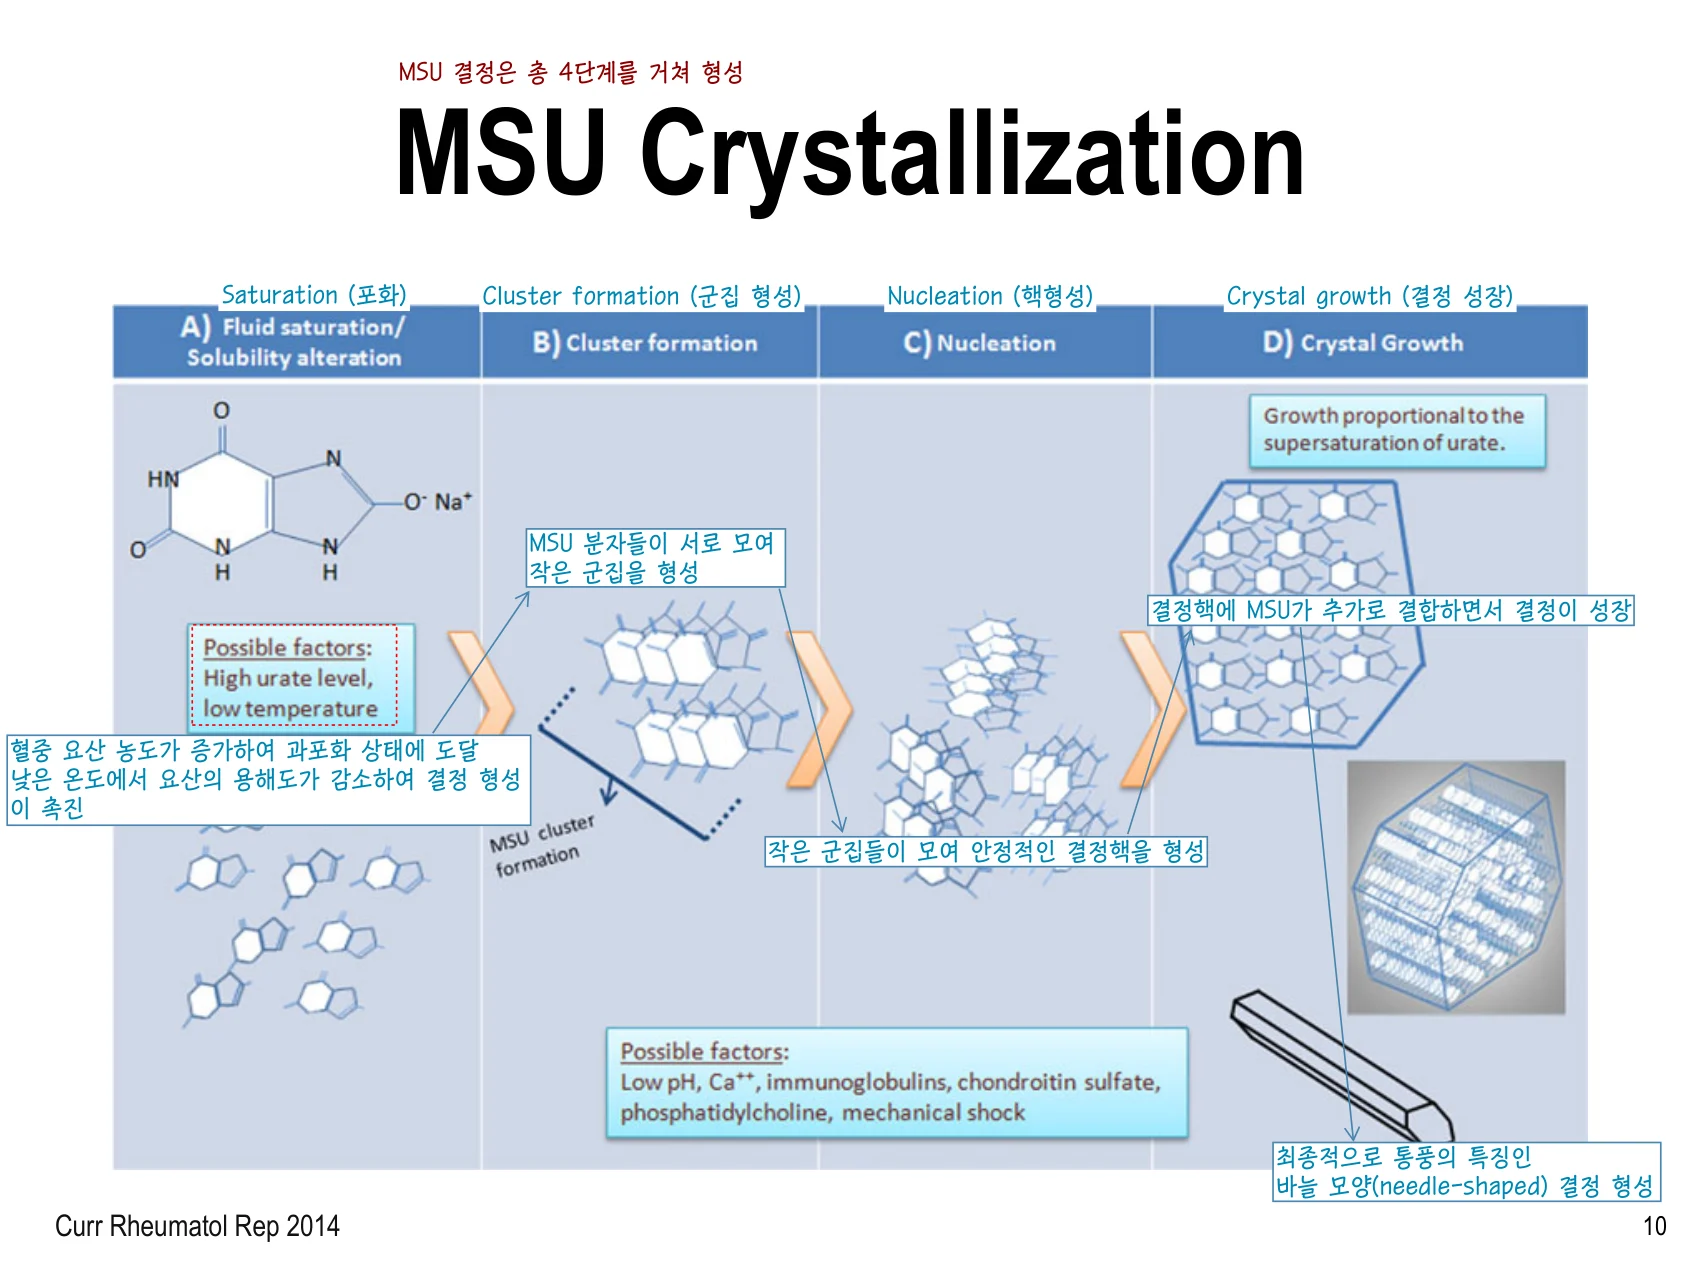 MSU 결정은 총 4단계를 거쳐 형성
MSU Crystallization
Saturation (포화)
Cluster formation (군집 형성)
Nucleation (핵형성)
Crystal growth (결정 성장)
A) Fluid saturation/
Solubility alteration
B) Cluster formation
C) Nucleation
D) Crystal Growth
O
HN
N
O⁻ Na⁺
O
N
H
N
H
Possible factors:
High urate level,
low temperature
혈중 요산 농도가 증가하여 과포화 상태에 도달
낮은 온도에서 요산의 용해도가 감소하여 결정 형성
이 촉진
MSU 분자들이 서로 모여
작은 군집을 형성
MSU cluster
formation
작은 군집들이 모여 안정적인 결정핵을 형성
Growth proportional to the
supersaturation of urate.
결정핵에 MSU가 추가로 결합하면서 결정이 성장
Possible factors:
Low pH, Ca⁺⁺, immunoglobulins, chondroitin sulfate,
phosphatidylcholine, mechanical shock
최종적으로 통풍의 특징인
바늘 모양(needle-shaped) 결정 형성
Curr Rheumatol Rep 2014
10